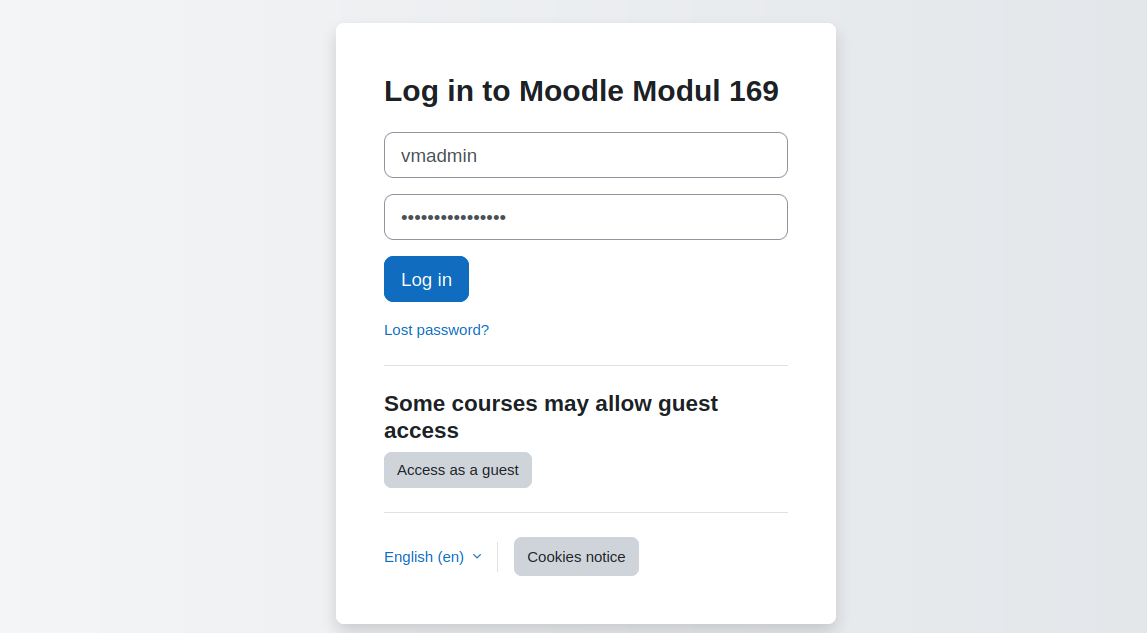 Log in to Moodle Modul 169
vmadmin
••••••••••••••••
Log in
Lost password?
Some courses may allow guest
access
Access as a guest
English (en)
Cookies notice